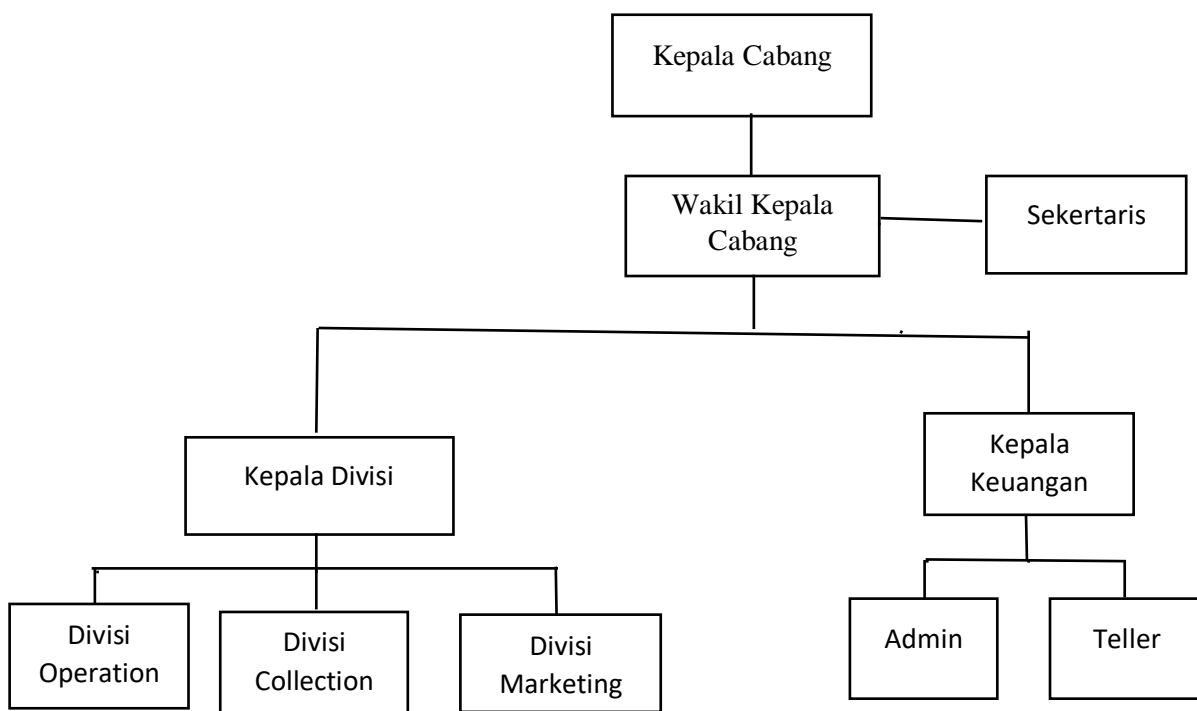 Kepala Cabang
Wakil Kepala
Cabang
Sekertaris
Kepala Divisi
Kepala
Keuangan
Divisi
Operation
Divisi
Collection
Divisi
Marketing
Admin
Teller